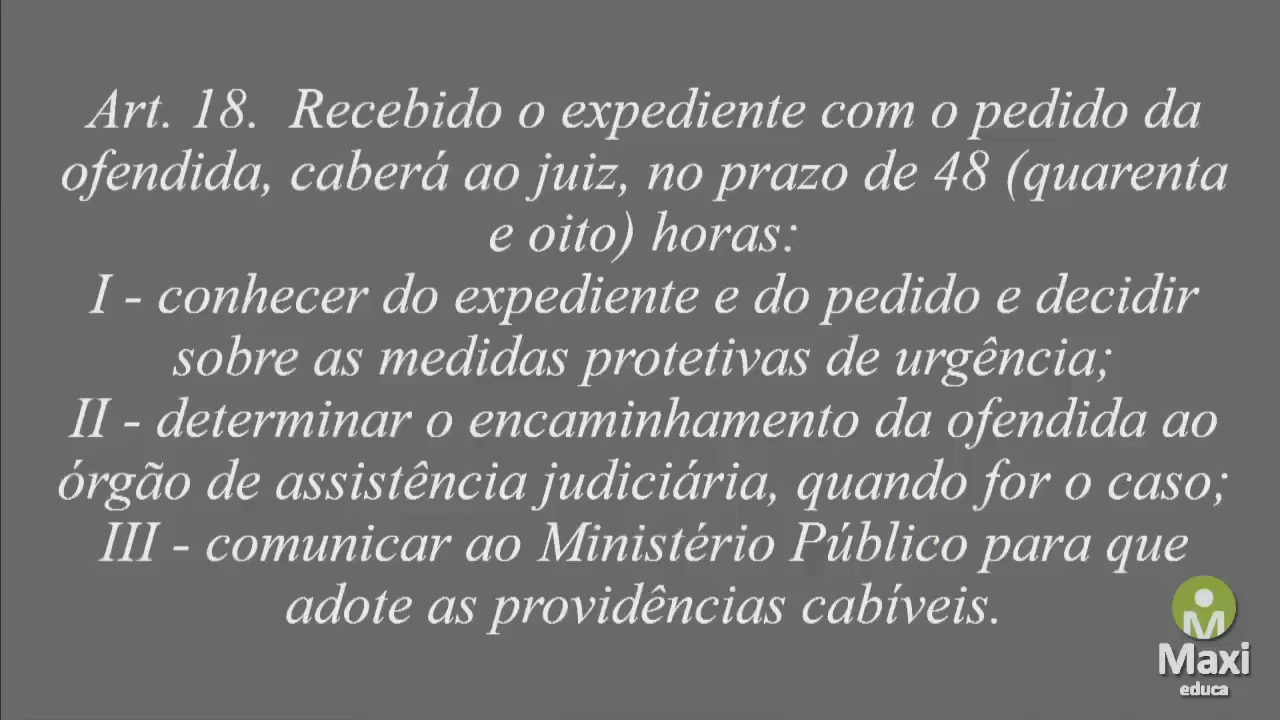 Art. 18.  Recebido o expediente com o pedido da
ofendida, caberá ao juiz, no prazo de 48 (quarenta
e oito) horas:
I - conhecer do expediente e do pedido e decidir
sobre as medidas protetivas de urgência;
II - determinar o encaminhamento da ofendida ao
órgão de assistência judiciária, quando for o caso;
III - comunicar ao Ministério Público para que
adote as providências cabíveis.
M
Maxi
educa